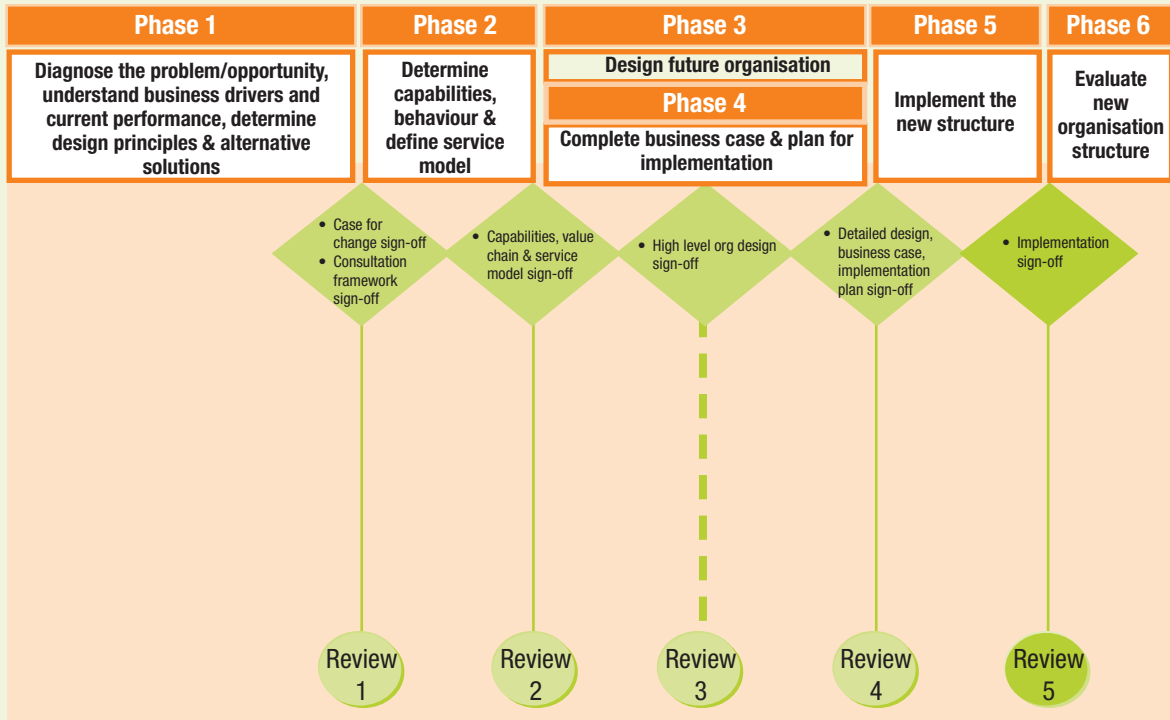 Phase 1
Phase 2
Phase 3
Phase 5
Phase 6
Diagnose the problem/opportunity,
understand business drivers and
current performance, determine
design principles & alternative
solutions
Determine
capabilities,
behaviour &
define service
model
Design future organisation
Phase 4
Complete business case & plan for
implementation
Implement the
new structure
Evaluate
new
organisation
structure
• Case for
change sign-off
• Consultation
framework
sign-off
• Capabilities, value
chain & service
model sign-off
• High level org design
sign-off
• Detailed design,
business case,
implementation
plan sign-off
• Implementation
sign-off
Review
1
Review
2
Review
3
Review
4
Review
5